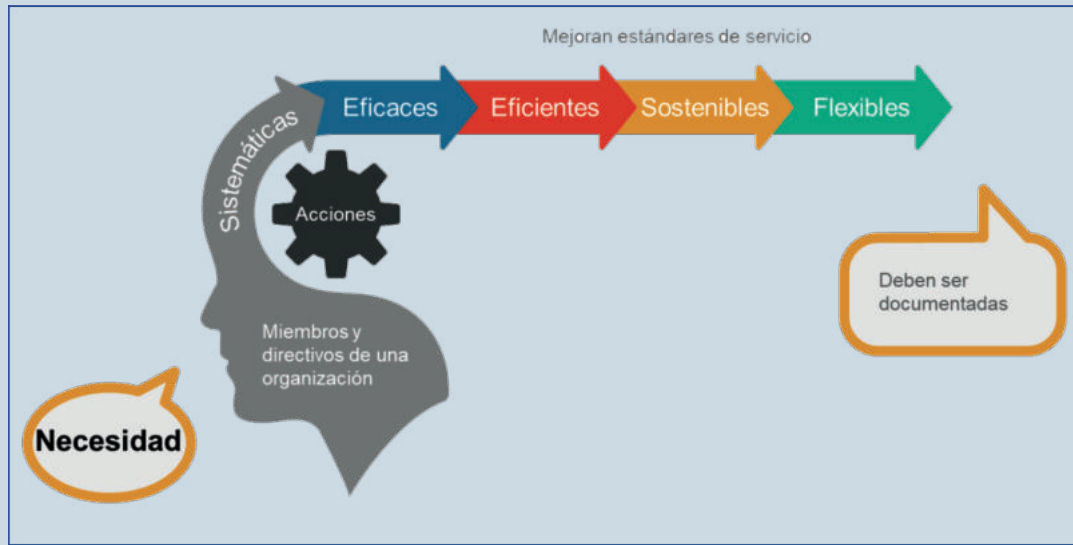 Mejoran estándares de servicio
Eficaces
Eficientes
Sostenibles
Flexibles
Sistemáticas
Acciones
Deben ser
documentadas
Miembros y
directivos de una
organización
Necesidad